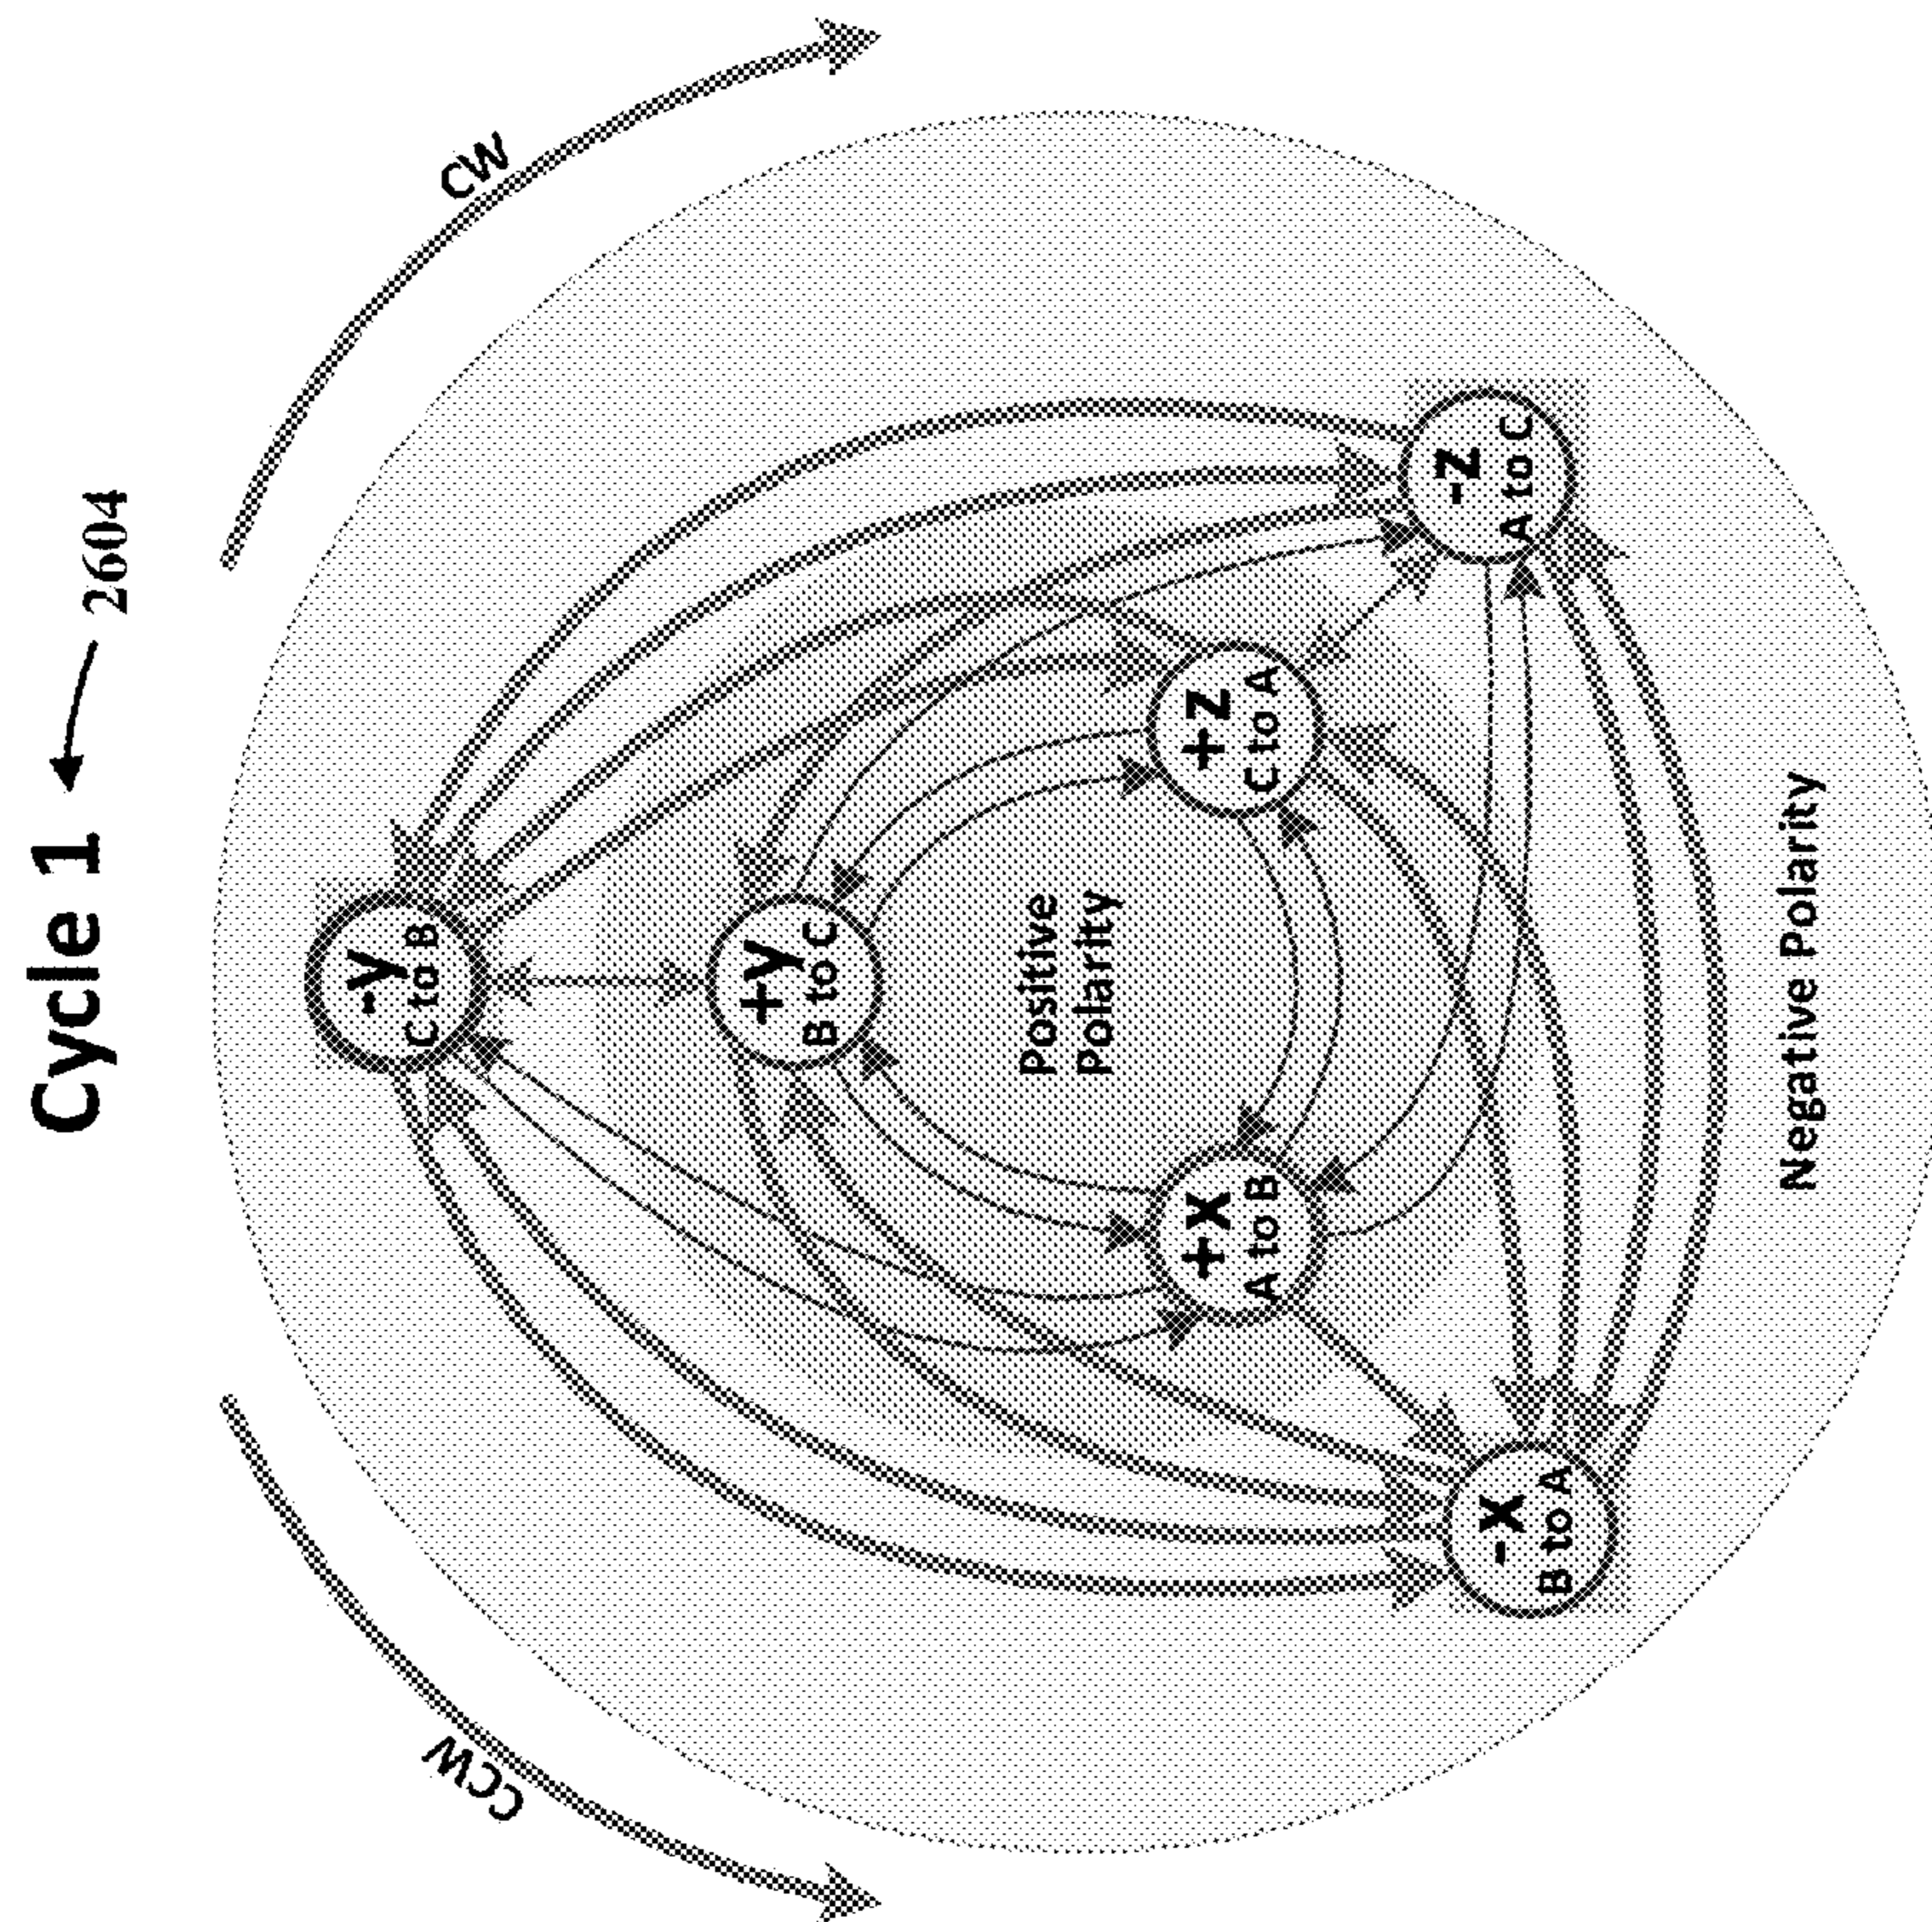 Cycle 1
2604
CCW
CW
-y
C to B
+y
B to C
Positive
Polarity
+x
A to B
+z
C to A
-x
B to A
-z
A to C
Negative Polarity